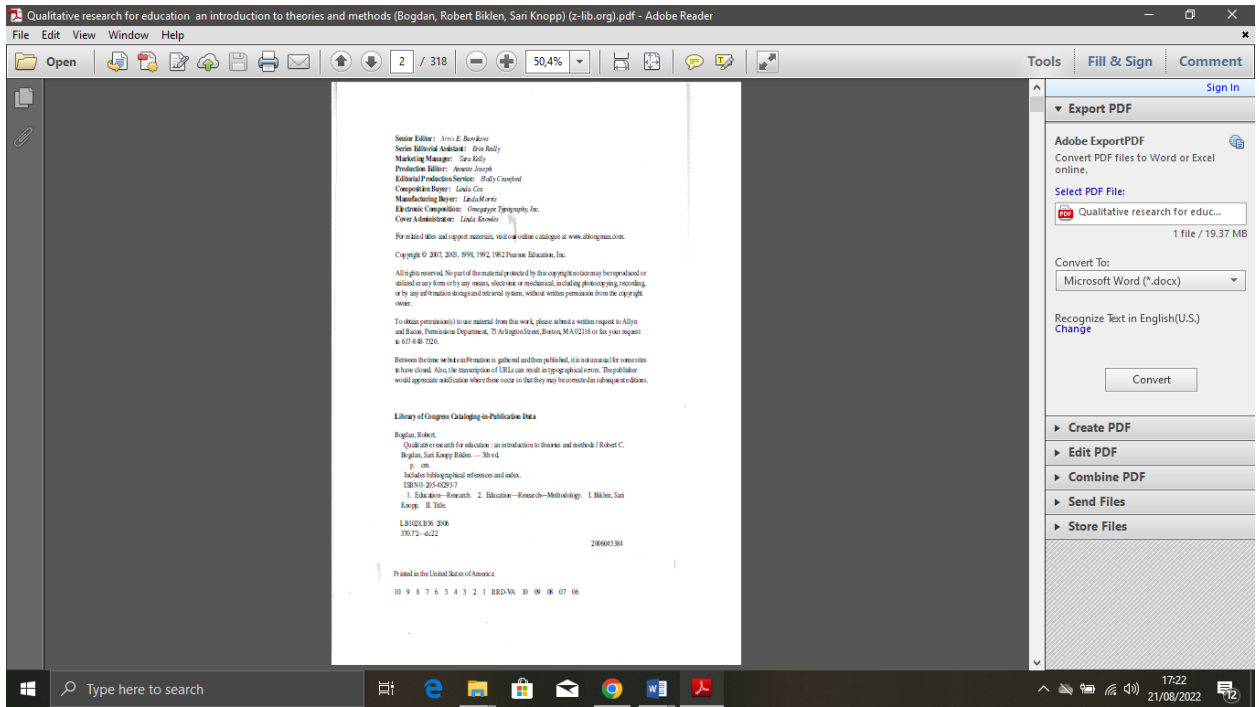 Qualitative research for education  an introduction to theories and methods (Bogdan, Robert Biklen, Sari Knopp) (z-lib.org).pdf - Adobe Reader
File Edit View Window Help
Open 2 / 318 50,4% Tools Fill & Sign Comment
Sign In
Export PDF
Adobe ExportPDF
Convert PDF files to Word or Excel
online.
Select PDF File:
Qualitative research for educ...
1 file / 19.37 MB
Convert To:
Microsoft Word (*.docx)
Recognize Text in English(U.S.)
Change
Convert
Create PDF
Edit PDF
Combine PDF
Send Files
Store Files
Senior Editor: Arnis E. Burvikovs
Series Editorial Assistant: Erin Reilly
Marketing Manager: Tara Kelly
Production Editor: Annette Joseph
Editorial Production Service: Holly Crawford
Composition Buyer: Linda Cox
Manufacturing Buyer: Linda Morris
Electronic Composition: Omegatype Typography, Inc.
Cover Administrator: Linda Knowles
For related titles and support materials, visit our online catalogue at www.ablongman.com.
Copyright © 2007, 2003, 1998, 1992, 1982 Pearson Education, Inc.
All rights reserved. No part of the material protected by this copyright notice may be reproduced or
utilized in any form or by any means, electronic or mechanical, including photocopying, recording,
or by any information storage and retrieval system, without written permission from the copyright
owner.
To obtain permission(s) to use material from this work, please submit a written request to Allyn
and Bacon, Permissions Department, 75 Arlington Street, Boston, MA 02116 or fax your request
to 617-848-7320.
Between the time website information is gathered and then published, it is not unusual for some sites
to have closed. Also, the transcription of URLs can result in typographical errors. The publisher
would appreciate notification where these occur so that they may be corrected in subsequent editions.
Library of Congress Cataloging-in-Publication Data
Bogdan, Robert.
Qualitative research for education : an introduction to theories and methods / Robert C.
Bogdan, Sari Knopp Biklen. — 5th ed.
p. cm.
Includes bibliographical references and index.
ISBN 0-205-48293-7
1. Education—Research. 2. Education—Research—Methodology. I. Biklen, Sari
Knopp. II. Title.
LB1028.B56 2006
370.72—dc22
2006045384
Printed in the United States of America
10 9 8 7 6 5 4 3 2 1 RRD-VA 10 09 08 07 06
Type here to search
17:22
21/08/2022
12